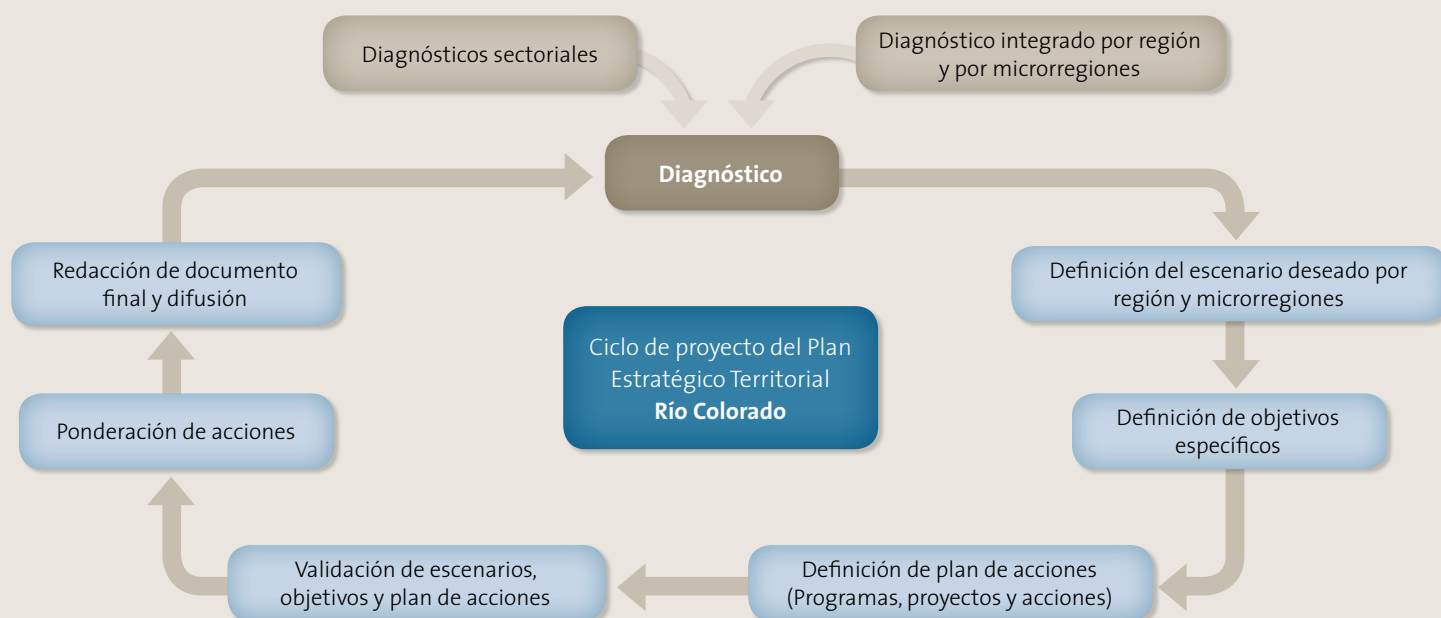 Diagnósticos sectoriales
Diagnóstico integrado por región
y por microrregiones
Diagnóstico
Redacción de documento
final y difusión
Definición del escenario deseado por
región y microrregiones
Ciclo de proyecto del Plan
Estratégico Territorial
Río Colorado
Ponderación de acciones
Definición de objetivos
específicos
Validación de escenarios,
objetivos y plan de acciones
Definición de plan de acciones
(Programas, proyectos y acciones)